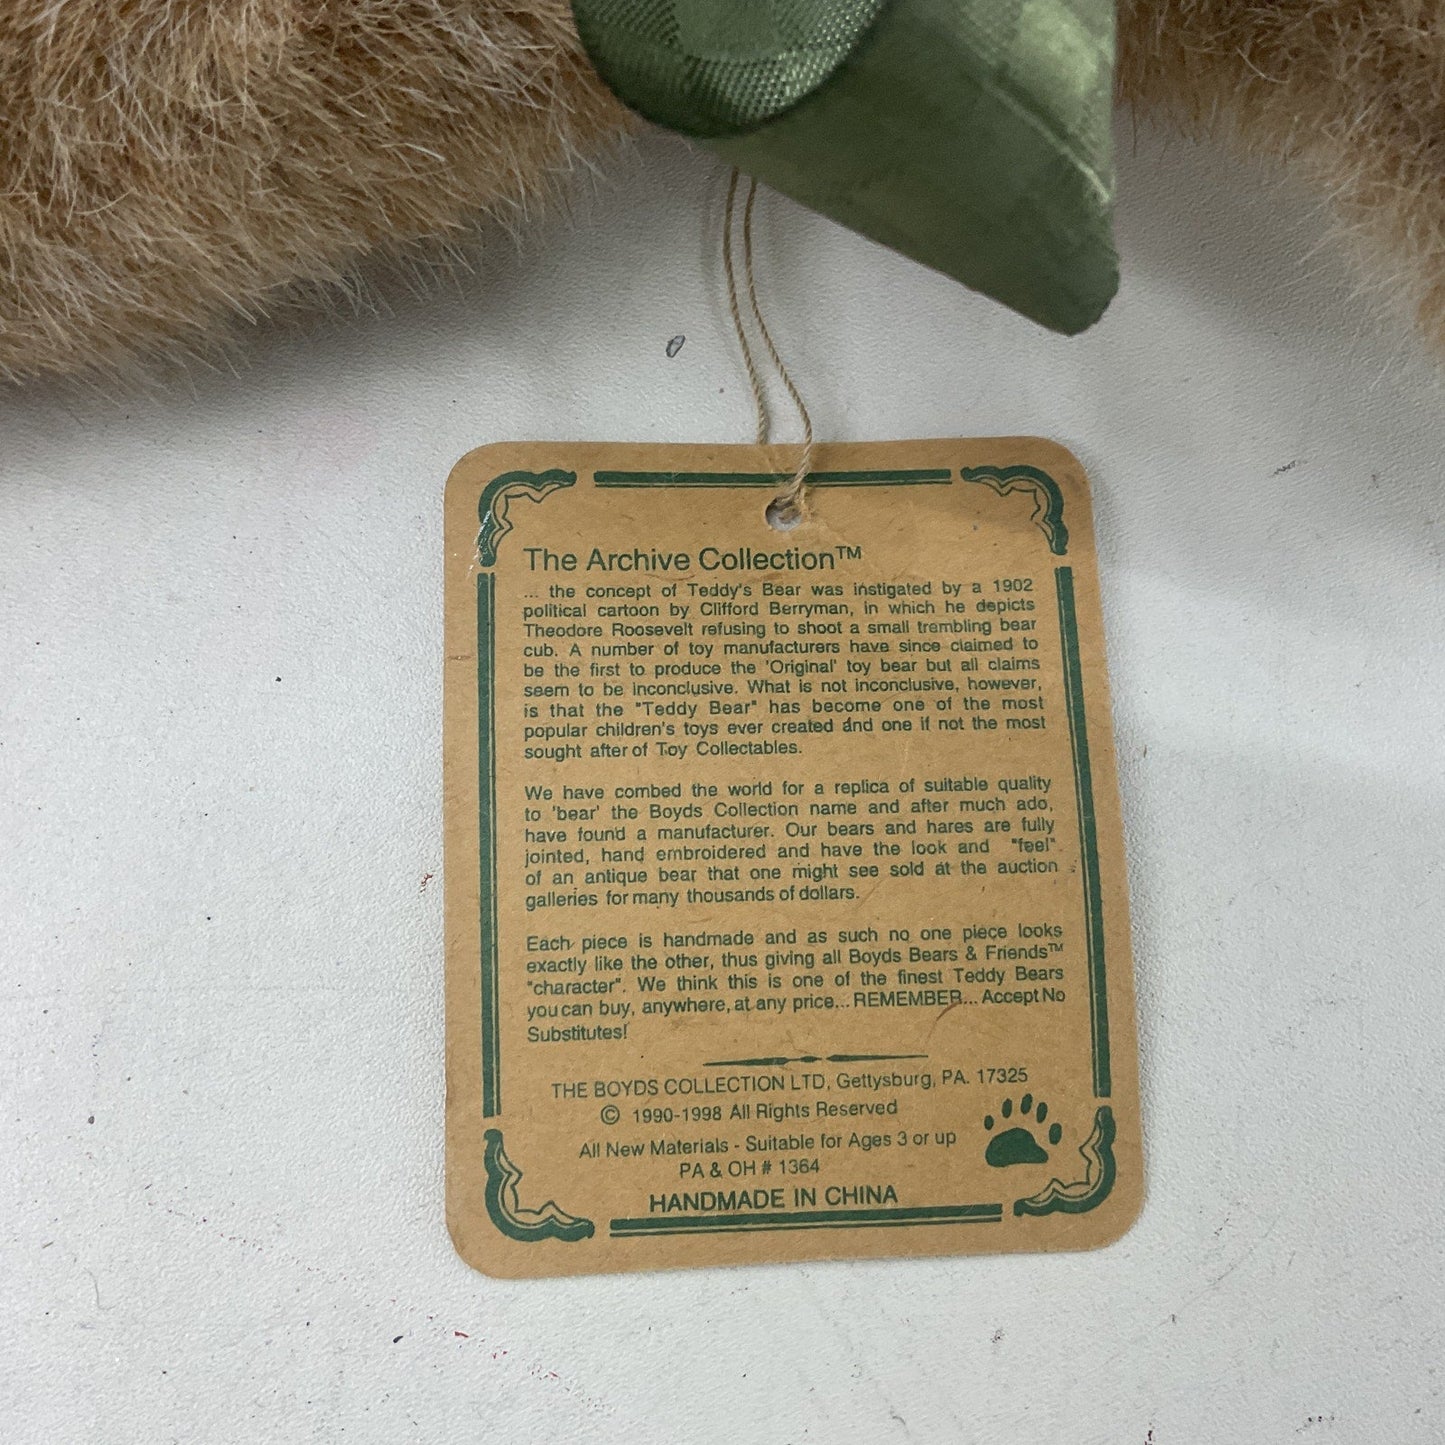 The Archive Collection™
... the concept of Teddy's Bear was instigated by a 1902
political cartoon by Clifford Berryman, in which he depicts
Theodore Roosevelt refusing to shoot a small trembling bear
cub. A number of toy manufacturers have since claimed to
be the first to produce the 'Original' toy bear but all claims
seem to be inconclusive. What is not inconclusive, however,
is that the "Teddy Bear" has become one of the most
popular children's toys ever created and one if not the most
sought after of Toy Collectables.
We have combed the world for a replica of suitable quality
to 'bear' the Boyds Collection name and after much ado,
have found a manufacturer. Our bears and hares are fully
jointed, hand embroidered and have the look and "feel"
of an antique bear that one might see sold at the auction
galleries for many thousands of dollars.
Each piece is handmade and as such no one piece looks
exactly like the other, thus giving all Boyds Bears & Friends™
"character". We think this is one of the finest Teddy Bears
you can buy, anywhere, at any price... REMEMBER... Accept No
Substitutes!
THE BOYDS COLLECTION LTD, Gettysburg, PA. 17325
© 1990-1998 All Rights Reserved
All New Materials - Suitable for Ages 3 or up
PA & OH # 1364
HANDMADE IN CHINA